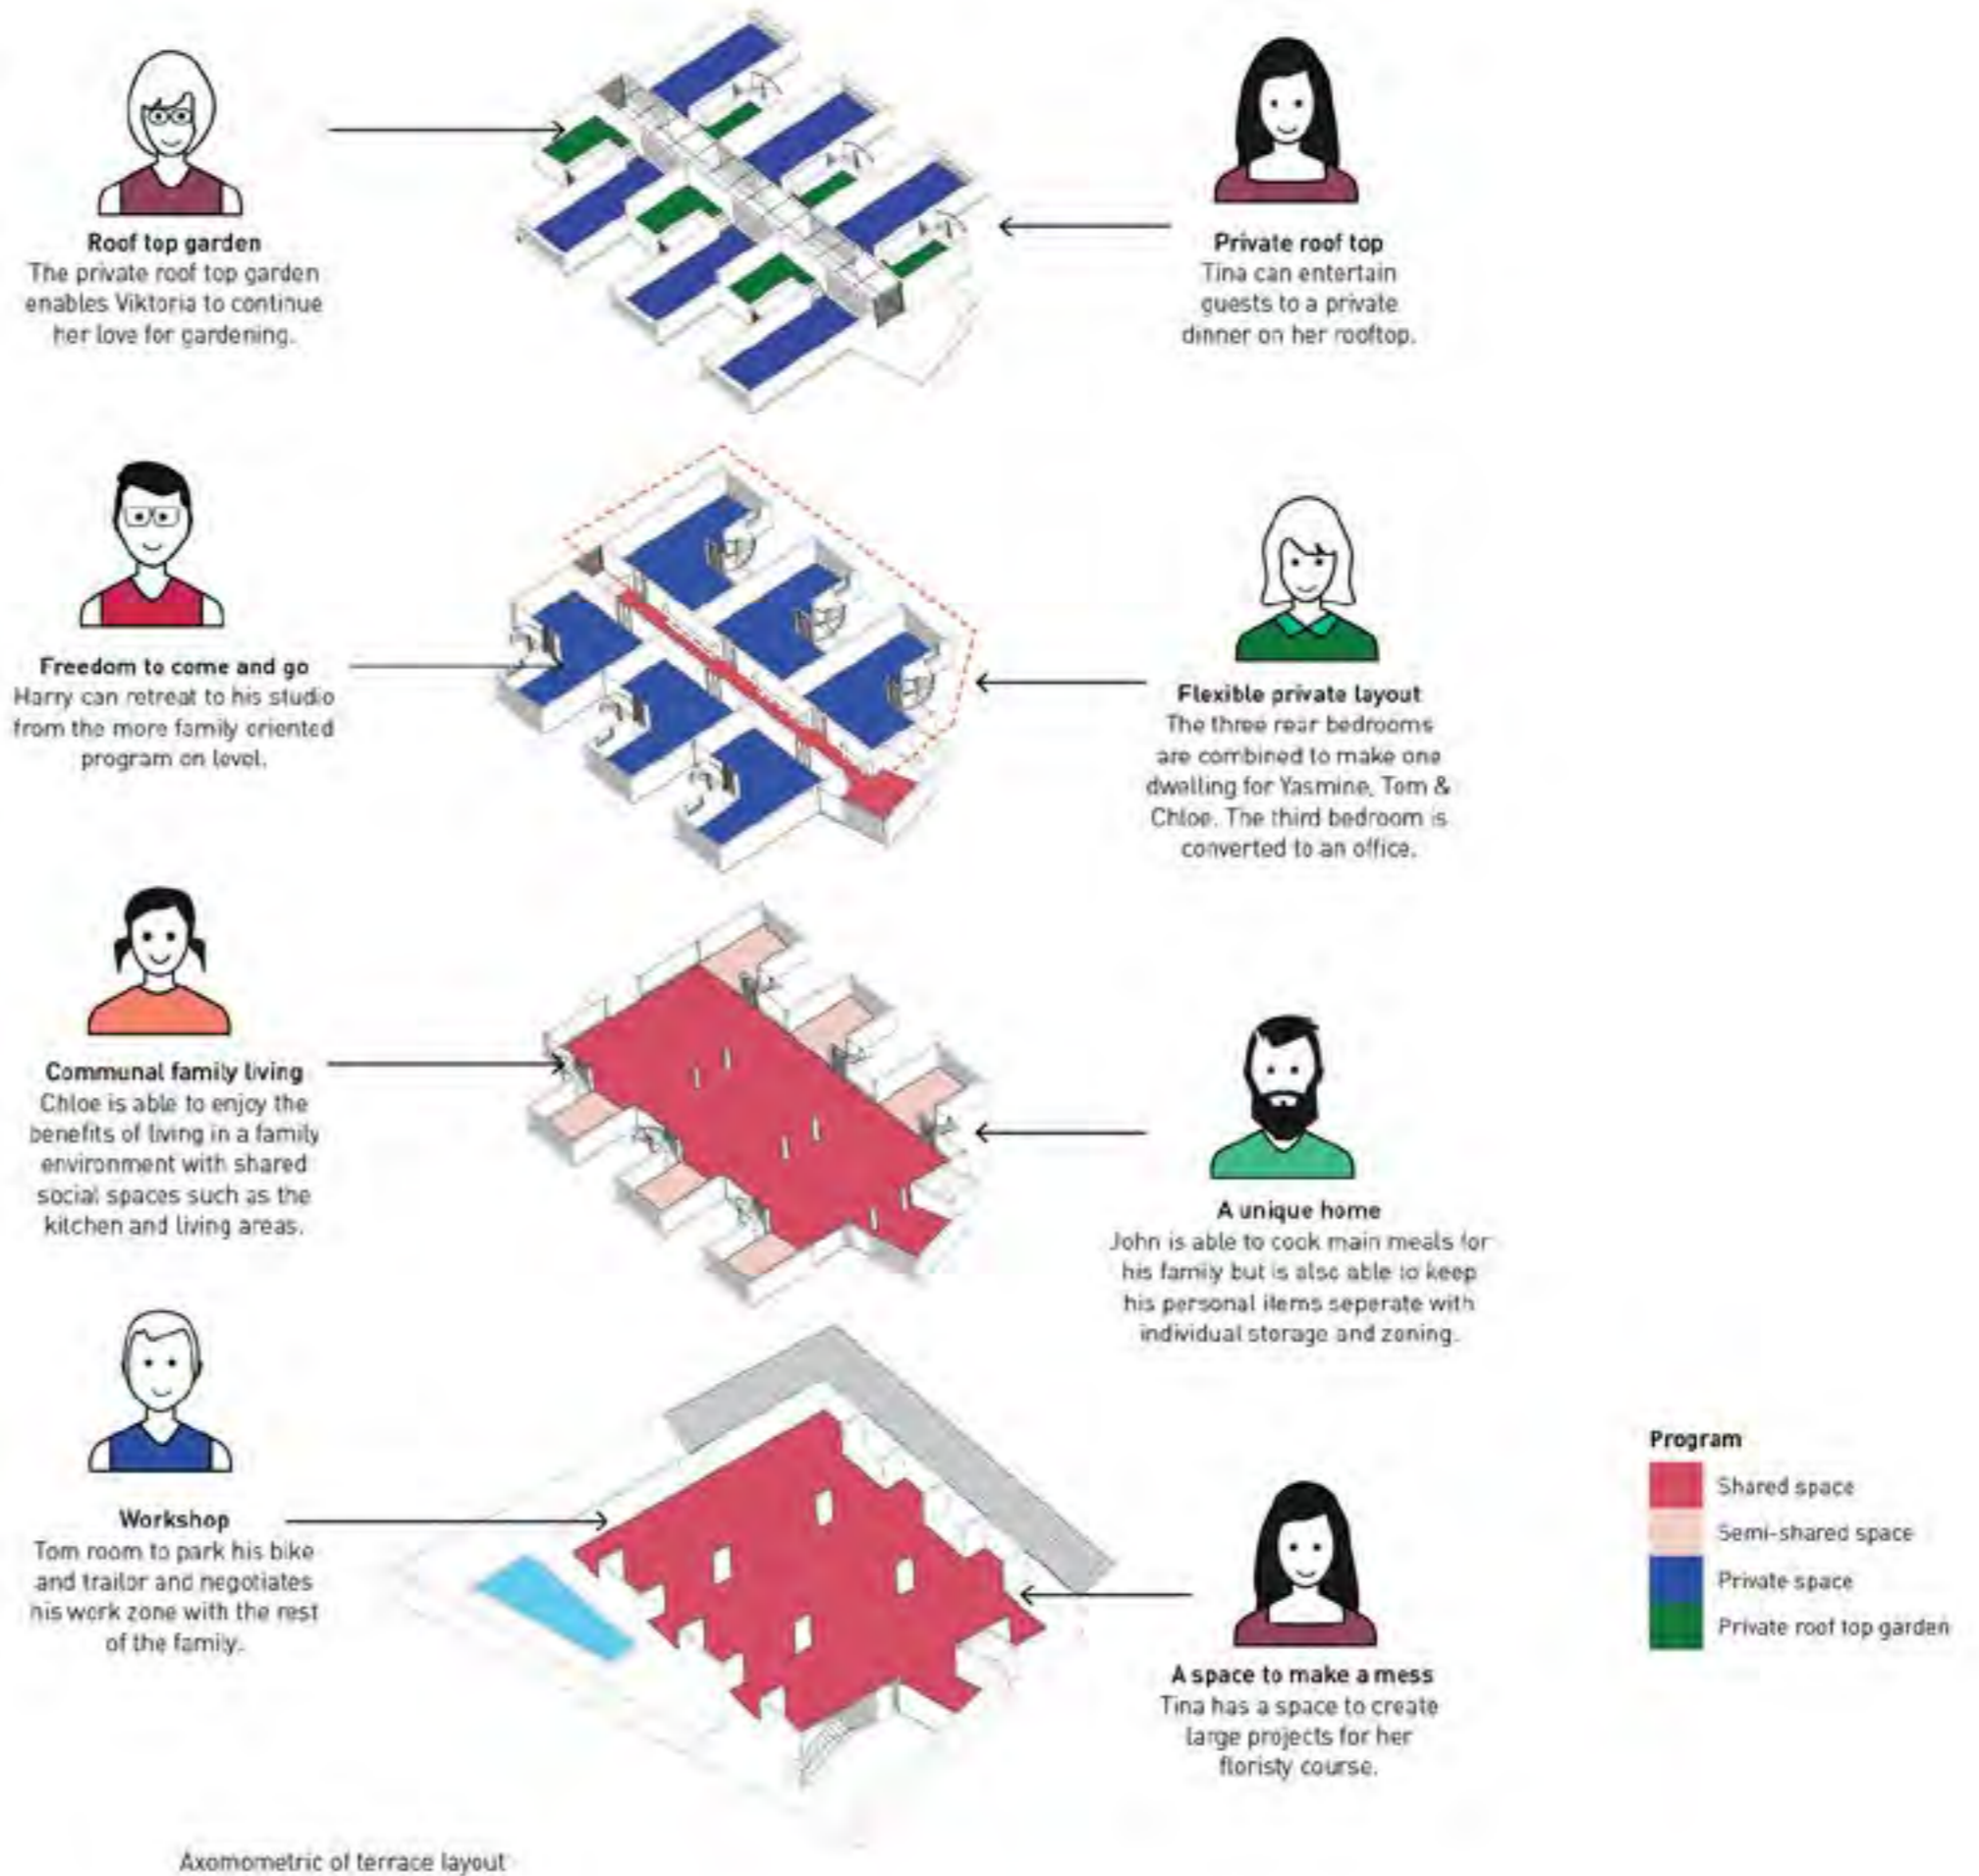 Roof top garden
The private roof top garden
enables Viktoria to continue
her love for gardening.
Private roof top
Tina can entertain
guests to a private
dinner on her rooftop.
Freedom to come and go
Harry can retreat to his studio
from the more family oriented
program on level.
Flexible private layout
The three rear bedrooms
are combined to make one
dwelling for Yasmine, Tom &
Chloe. The third bedroom is
converted to an office.
Communal family living
Chloe is able to enjoy the
benefits of living in a family
environment with shared
social spaces such as the
kitchen and living areas.
A unique home
John is able to cook main meals for
his family but is also able to keep
his personal items seperate with
individual storage and zoning.
Workshop
Tom room to park his bike
and trailor and negotiates
his work zone with the rest
of the family.
A space to make a mess
Tina has a space to create
large projects for her
floristy course.
Program
Shared space
Semi-shared space
Private space
Private roof top garden
Axomometric of terrace layout